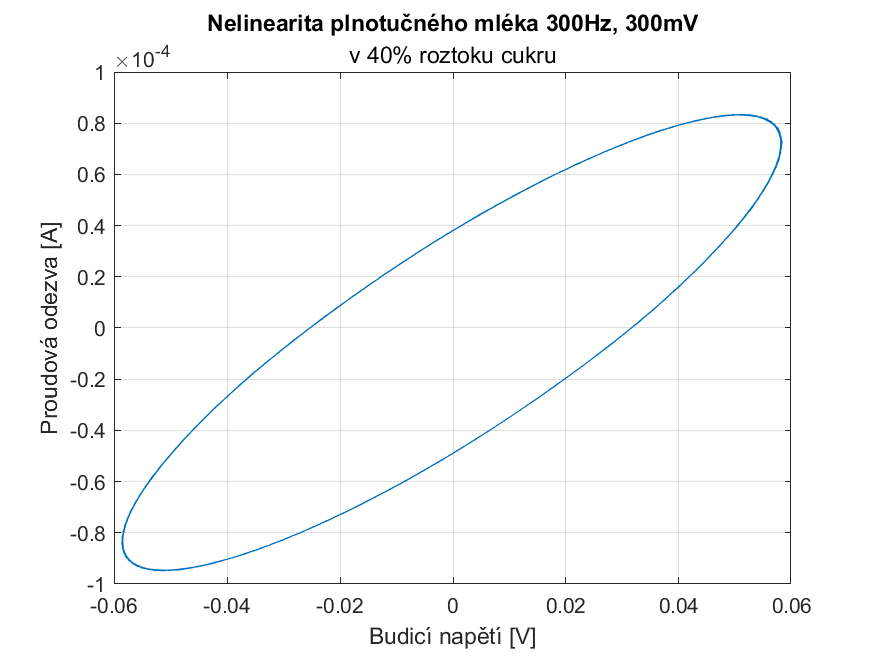 Nelinearita plnotučného mléka 300Hz, 300mV
v 40% roztoku cukru
×10-4
1
0.8
0.6
0.4
0.2
0
-0.2
-0.4
-0.6
-0.8
-1
Proudová odezva [A]
-0.06 -0.04 -0.02 0 0.02 0.04 0.06
Budicí napětí [V]